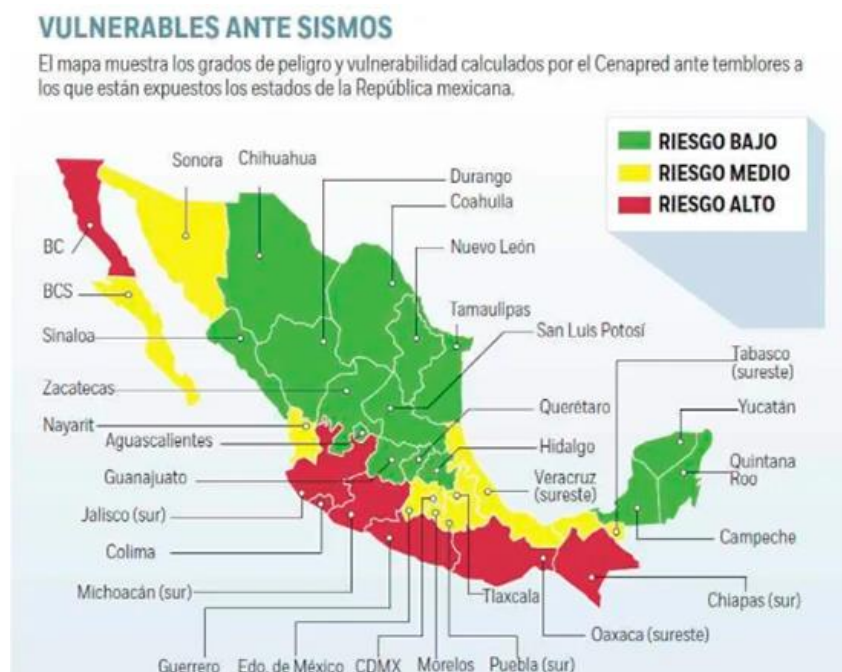 VULNERABLES ANTE SISMOS
El mapa muestra los grados de peligro y vulnerabilidad calculados por el Cenapred ante temblores a
los que están expuestos los estados de la República mexicana.
RIESGO BAJO
RIESGO MEDIO
RIESGO ALTO
Sonora
Chihuahua
Durango
Coahuila
Nuevo León
Tamaulipas
San Luis Potosí
Tabasco
(sureste)
Yucatán
Quintana
Roo
Querétaro
Hidalgo
Veracruz
(sureste)
Campeche
BC
BCS
Sinaloa
Zacatecas
Nayarit
Aguascalientes
Guanajuato
Jalisco (sur)
Colima
Michoacán (sur)
Tlaxcala
Chiapas (sur)
Oaxaca (sureste)
Guerrero
Edo. de México
CDMX
Morelos
Puebla (sur)